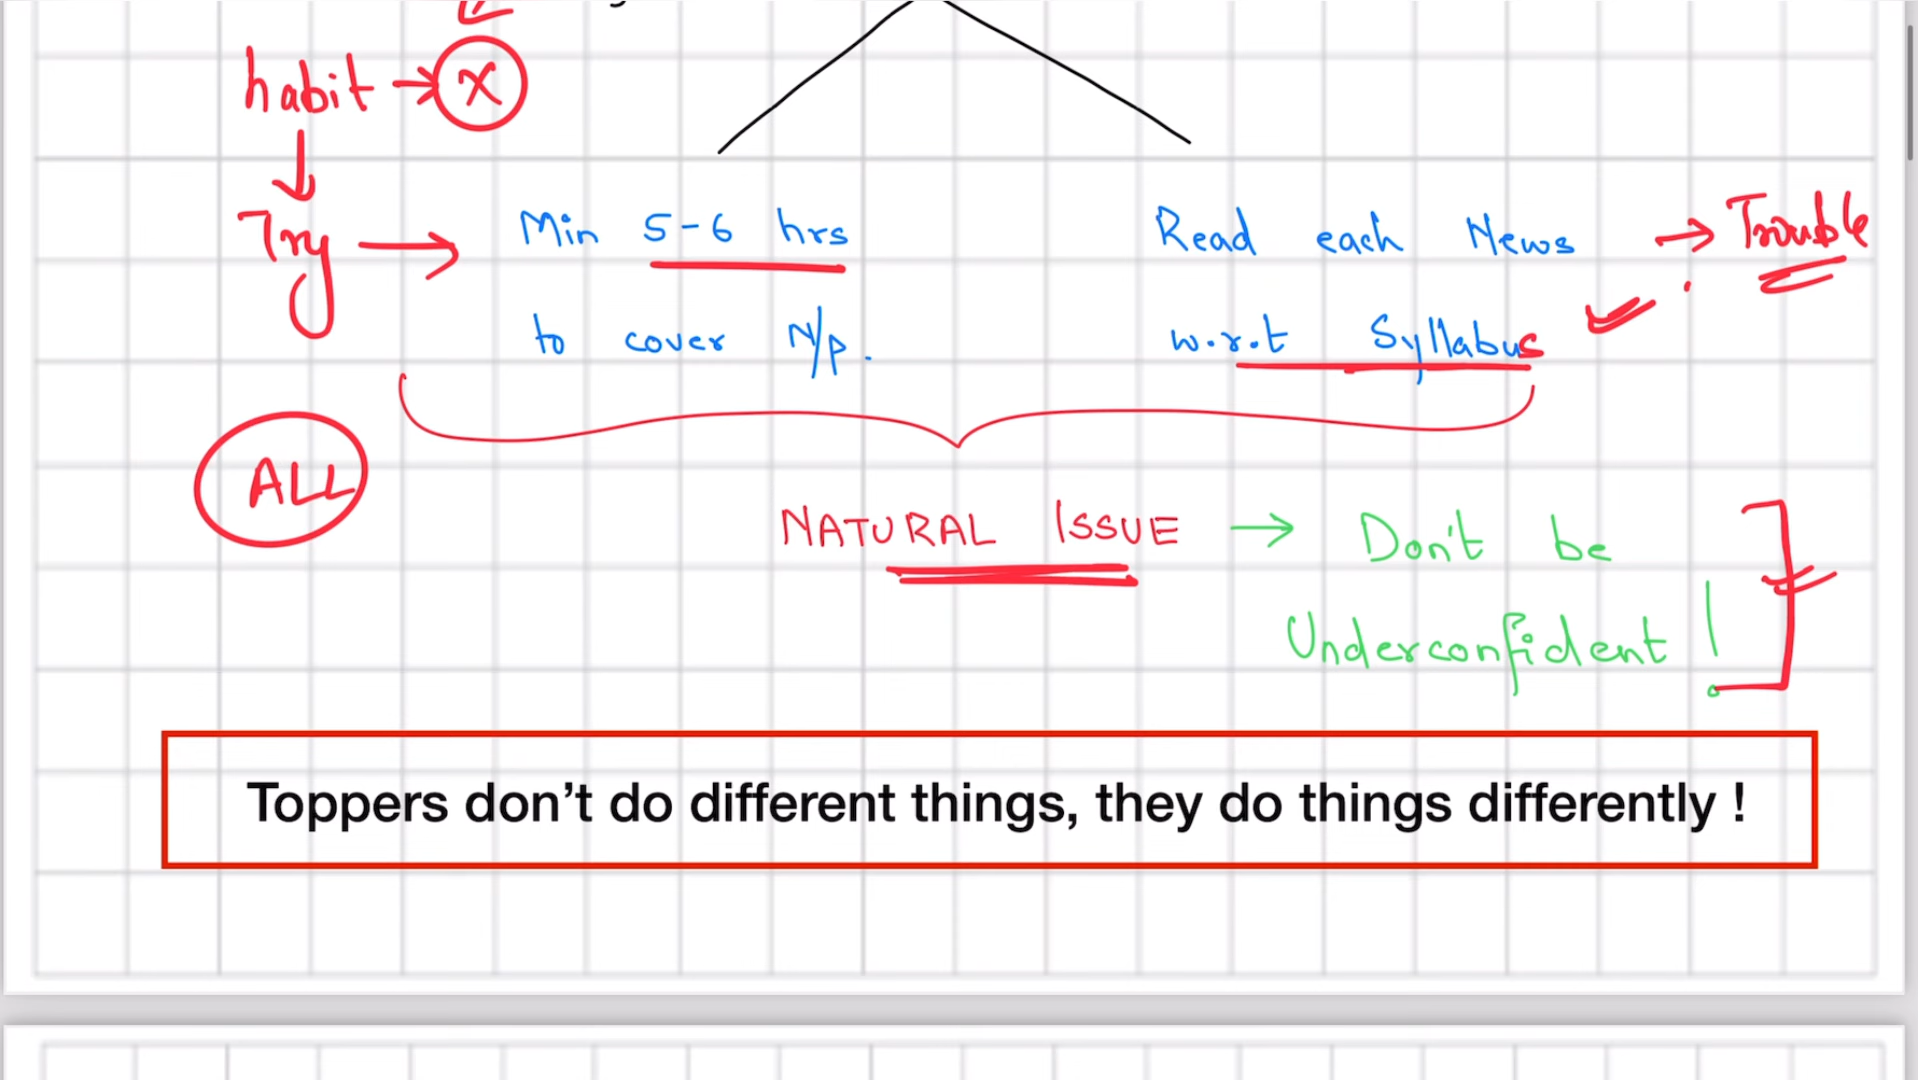 habit → X
Try → Min 5-6 hrs
to cover N/p.
Read each News → Trouble
w.r.t Syllabus
ALL
NATURAL ISSUE → Don't be
Underconfident !
Toppers don’t do different things, they do things differently !